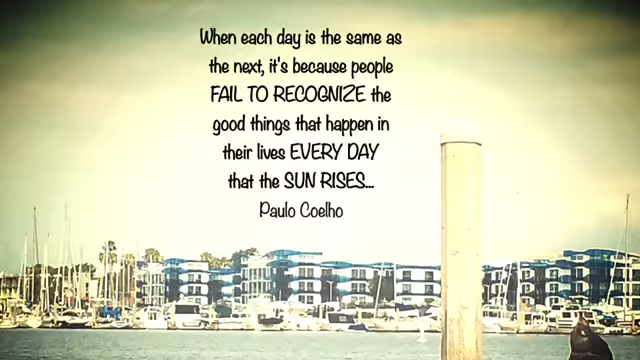 When each day is the same as
the next, it's because people
FAIL TO RECOGNIZE the
good things that happen in
their lives EVERY DAY
that the SUN RISES...
Paulo Coelho